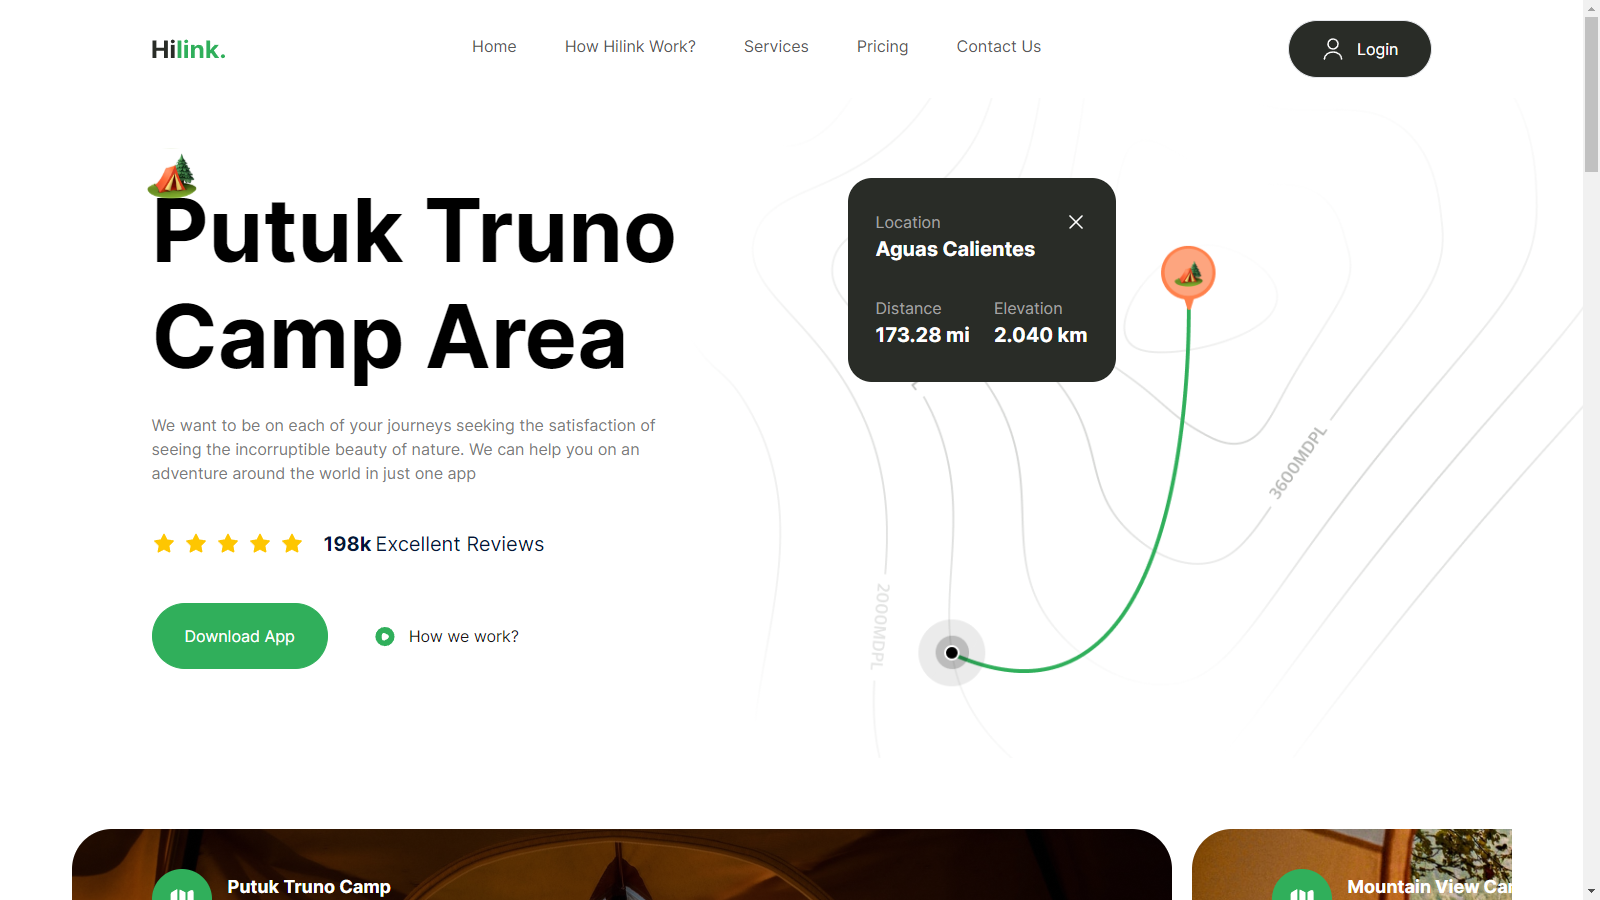 Hilink.
Home
How Hilink Work?
Services
Pricing
Contact Us
Login
Putuk Truno
Camp Area
We want to be on each of your journeys seeking the satisfaction of
seeing the incorruptible beauty of nature. We can help you on an
adventure around the world in just one app
198k Excellent Reviews
Download App
How we work?
Location
Aguas Calientes
Distance
Elevation
173.28 mi
2.040 km
3600MDPL
2000MDPL
Putuk Truno Camp
Mountain View